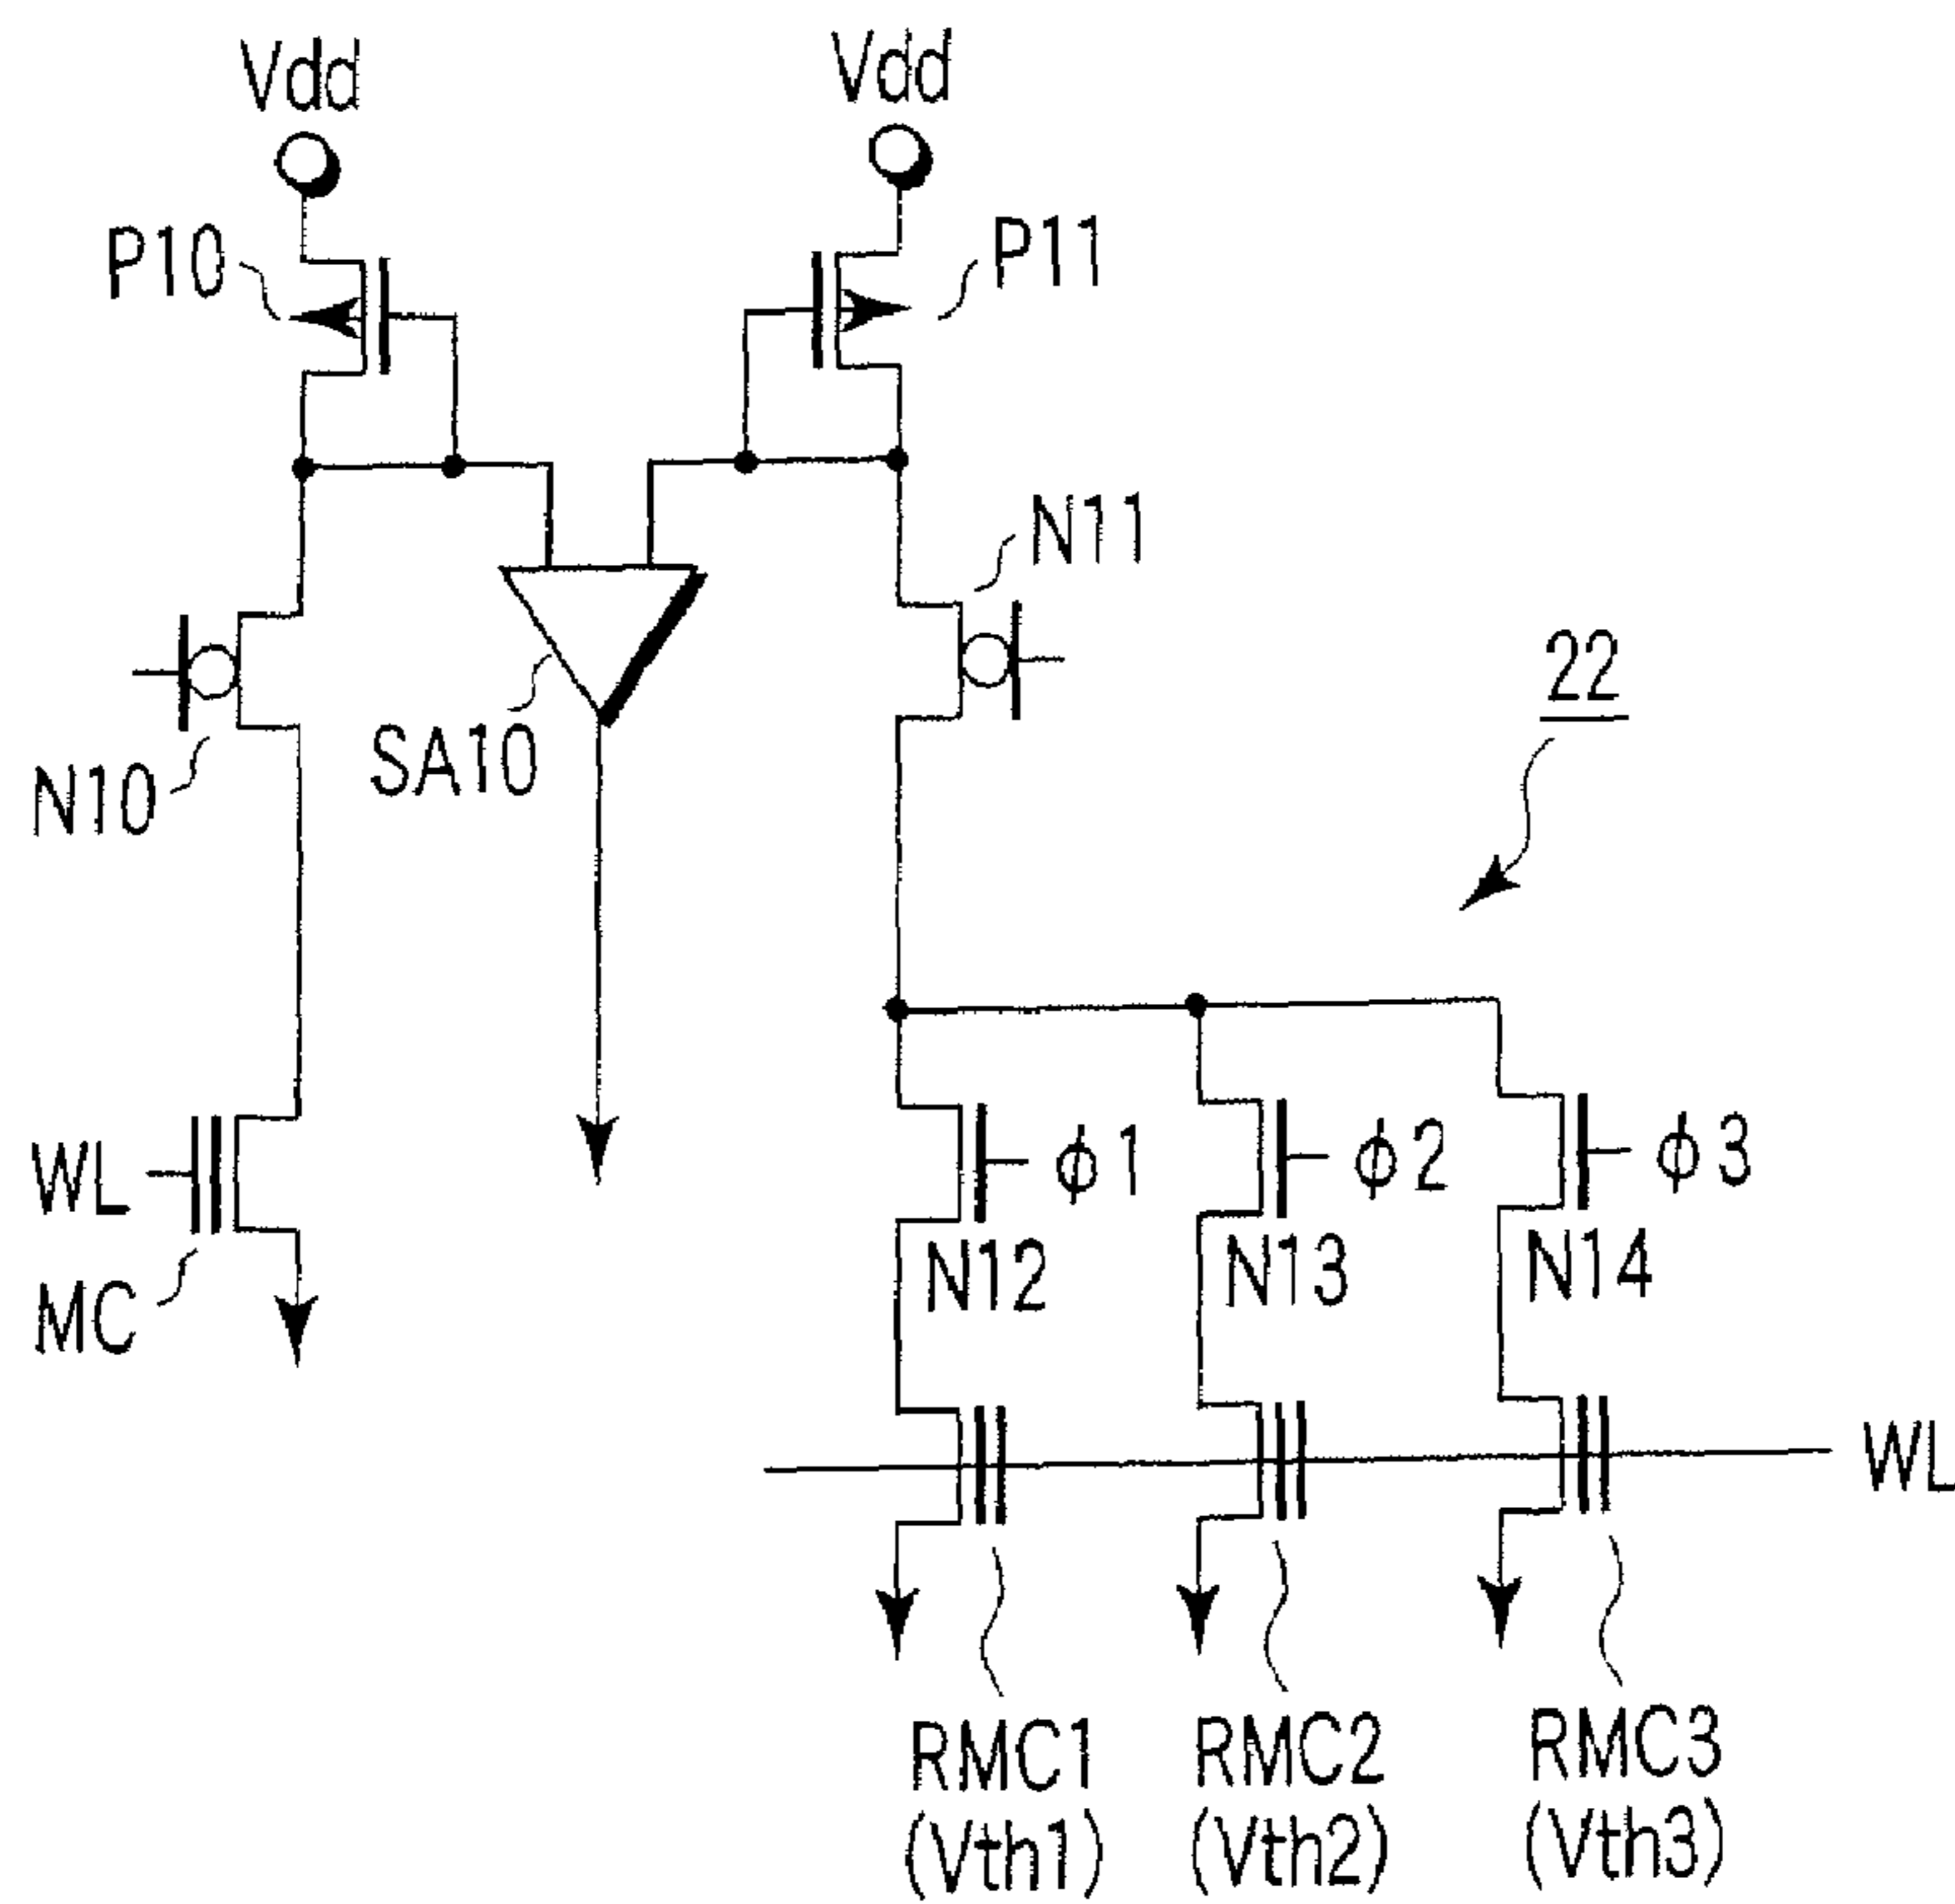 Vdd
Vdd
P10
P11
N11
22
SA10
N10
WL
φ1
φ2
φ3
MC
N12
N13
N14
WL
RMC1
(Vth1)
RMC2
(Vth2)
RMC3
(Vth3)